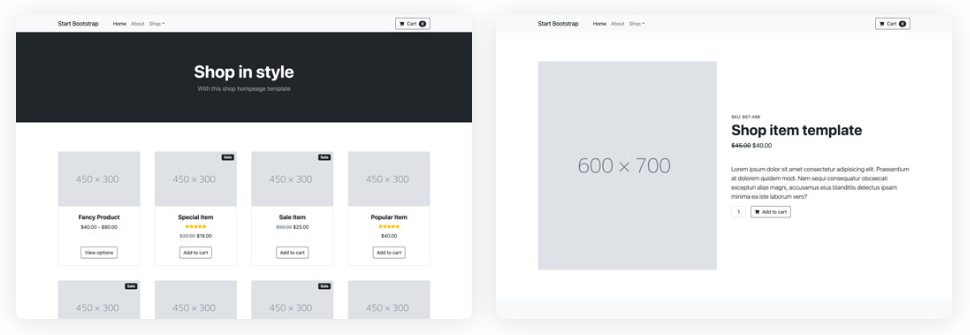 Start Bootstrap Home About Shop Cart 0
Shop in style
With this shop hompeage template
450 × 300 Sale 450 × 300 Sale 450 × 300 450 × 300
Fancy Product Special Item Sale Item Popular Item
$40.00 - $80.00 $20.00 $18.00 $50.00 $25.00 $40.00
View options Add to cart Add to cart Add to cart
Sale 450 × 300 450 × 300 Sale 450 × 300 450 × 300
Start Bootstrap Home About Shop Cart 0
600 × 700
SKU: BST-498
Shop item template
$45.00 $40.00
Lorem ipsum dolor sit amet consectetur adipisicing elit. Praesentium
at dolorem quidem modi. Nam sequi consequatur obcaecati
excepturi alias magni, accusamus eius blanditiis delectus ipsam
minima ea iste laborum vero?
1 Add to cart